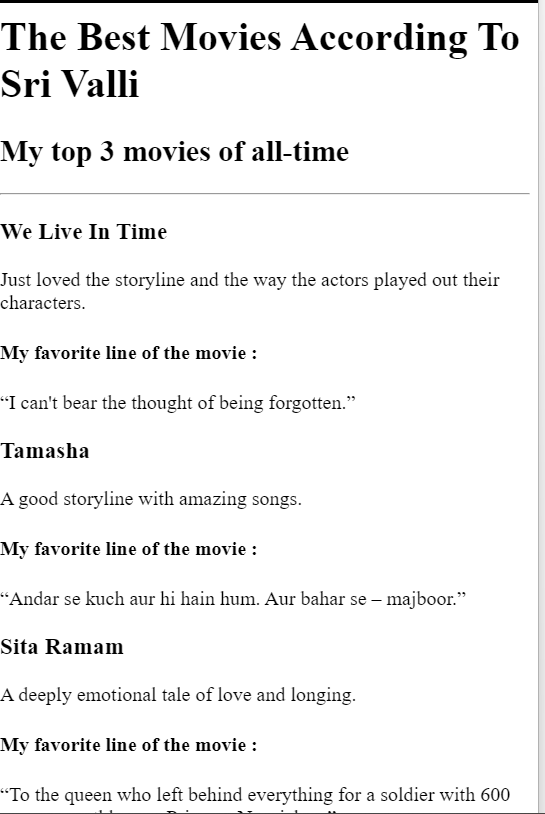 The Best Movies According To
Sri Valli
My top 3 movies of all-time
We Live In Time
Just loved the storyline and the way the actors played out their
characters.
My favorite line of the movie :
“I can't bear the thought of being forgotten.”
Tamasha
A good storyline with amazing songs.
My favorite line of the movie :
“Andar se kuch aur hi hain hum. Aur bahar se – majboor.”
Sita Ramam
A deeply emotional tale of love and longing.
My favorite line of the movie :
“To the queen who left behind everything for a soldier with 600